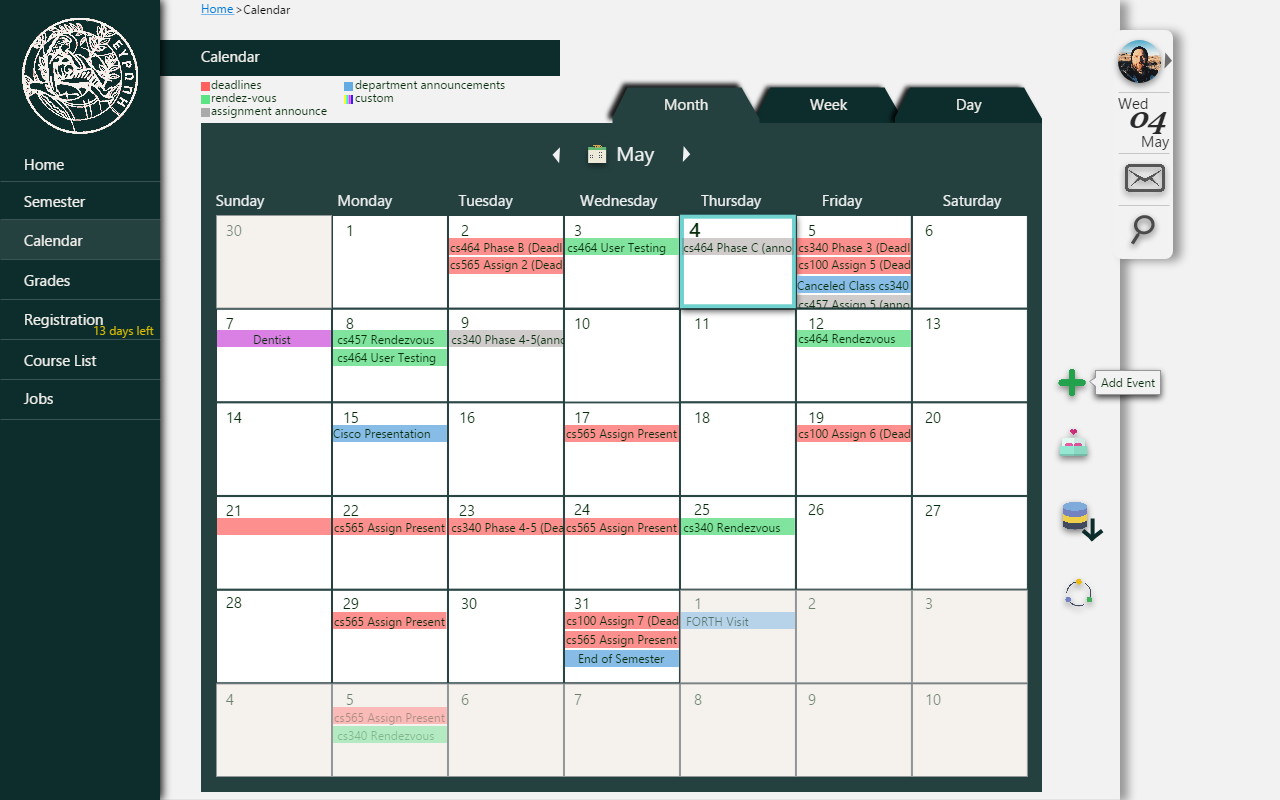 Home >Calendar
ΕΥΡΩΠΗ
Calendar
deadlines
department announcements
rendez-vous
custom
assignment announce
Month
Week
Day
Wed
04
May
May
Home
Semester
Calendar
Grades
Registration
13 days left
Course List
Jobs
Sunday Monday Tuesday Wednesday Thursday Friday Saturday
30 1 2 3 4 5 6
cs464 Phase B (Deadl
cs464 User Testing
cs464 Phase C (anno
cs340 Phase 3 (Deadl
cs565 Assign 2 (Dead
cs100 Assign 5 (Dead
Canceled Class cs340
cs457 Assign 5 (anno
7 8 9 10 11 12 13
Dentist
cs457 Rendezvous
cs340 Phase 4-5(anno
cs464 Rendezvous
cs464 User Testing
Add Event
14 15 16 17 18 19 20
Cisco Presentation
cs565 Assign Present
cs100 Assign 6 (Dead
21 22 23 24 25 26 27
cs565 Assign Present
cs340 Phase 4-5 (Dea
cs565 Assign Present
cs340 Rendezvous
28 29 30 31 1 2 3
cs565 Assign Present
cs100 Assign 7 (Dead
FORTH Visit
cs565 Assign Present
End of Semester
4 5 6 7 8 9 10
cs565 Assign Present
cs340 Rendezvous